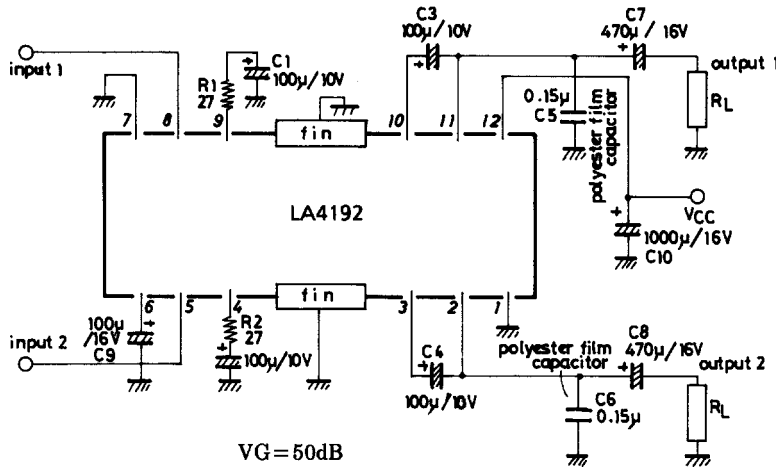 C3
100μ/10V
C7
470μ/16V
input 1
R1
27
C1
100μ/10V
output 1
RL
0.15μ
C5
polyester film
capacitor
7
8
9
fin
10
11
12
LA4192
VCC
1000μ/16V
C10
6
5
4
fin
3
2
1
100μ
/16V
C9
input 2
R2
27
100μ/10V
C4
100μ/10V
polyester film
capacitor
C8
470μ/16V
output 2
C6
0.15μ
RL
VG=50dB